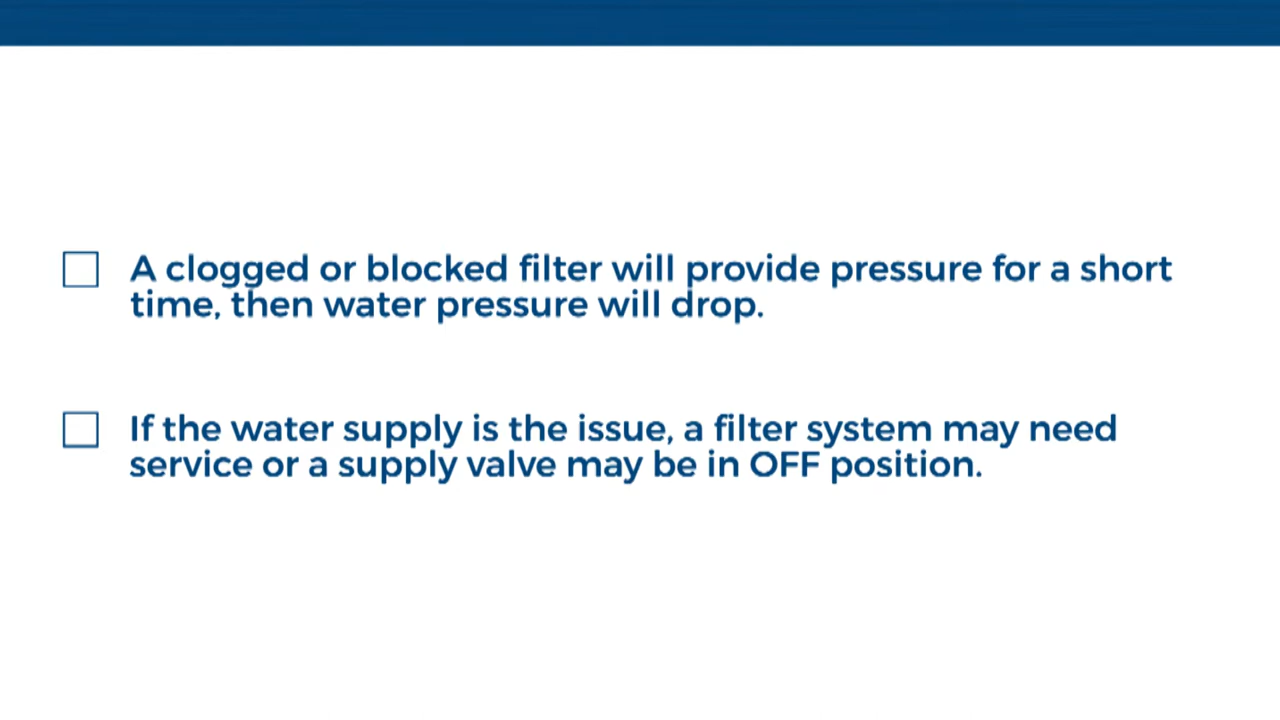 A clogged or blocked filter will provide pressure for a short
time, then water pressure will drop.
If the water supply is the issue, a filter system may need
service or a supply valve may be in OFF position.